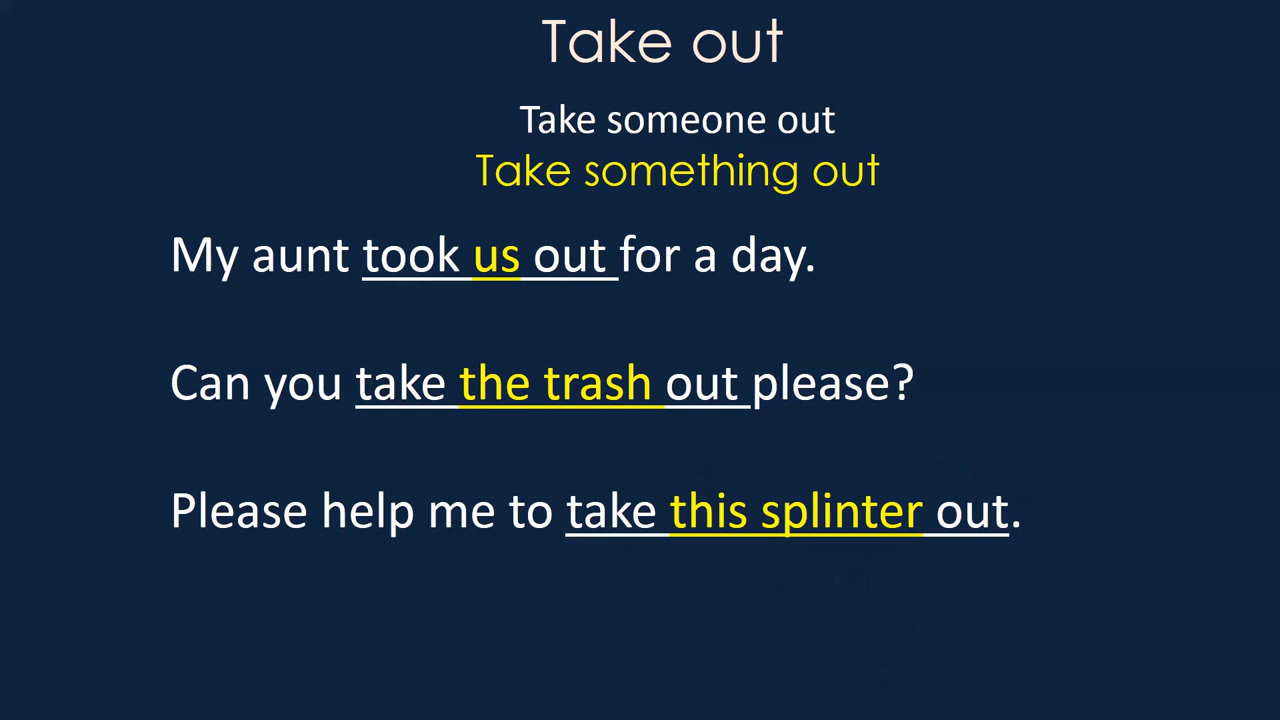 Take out
Take someone out
Take something out
My aunt took us out for a day.
Can you take the trash out please?
Please help me to take this splinter out.